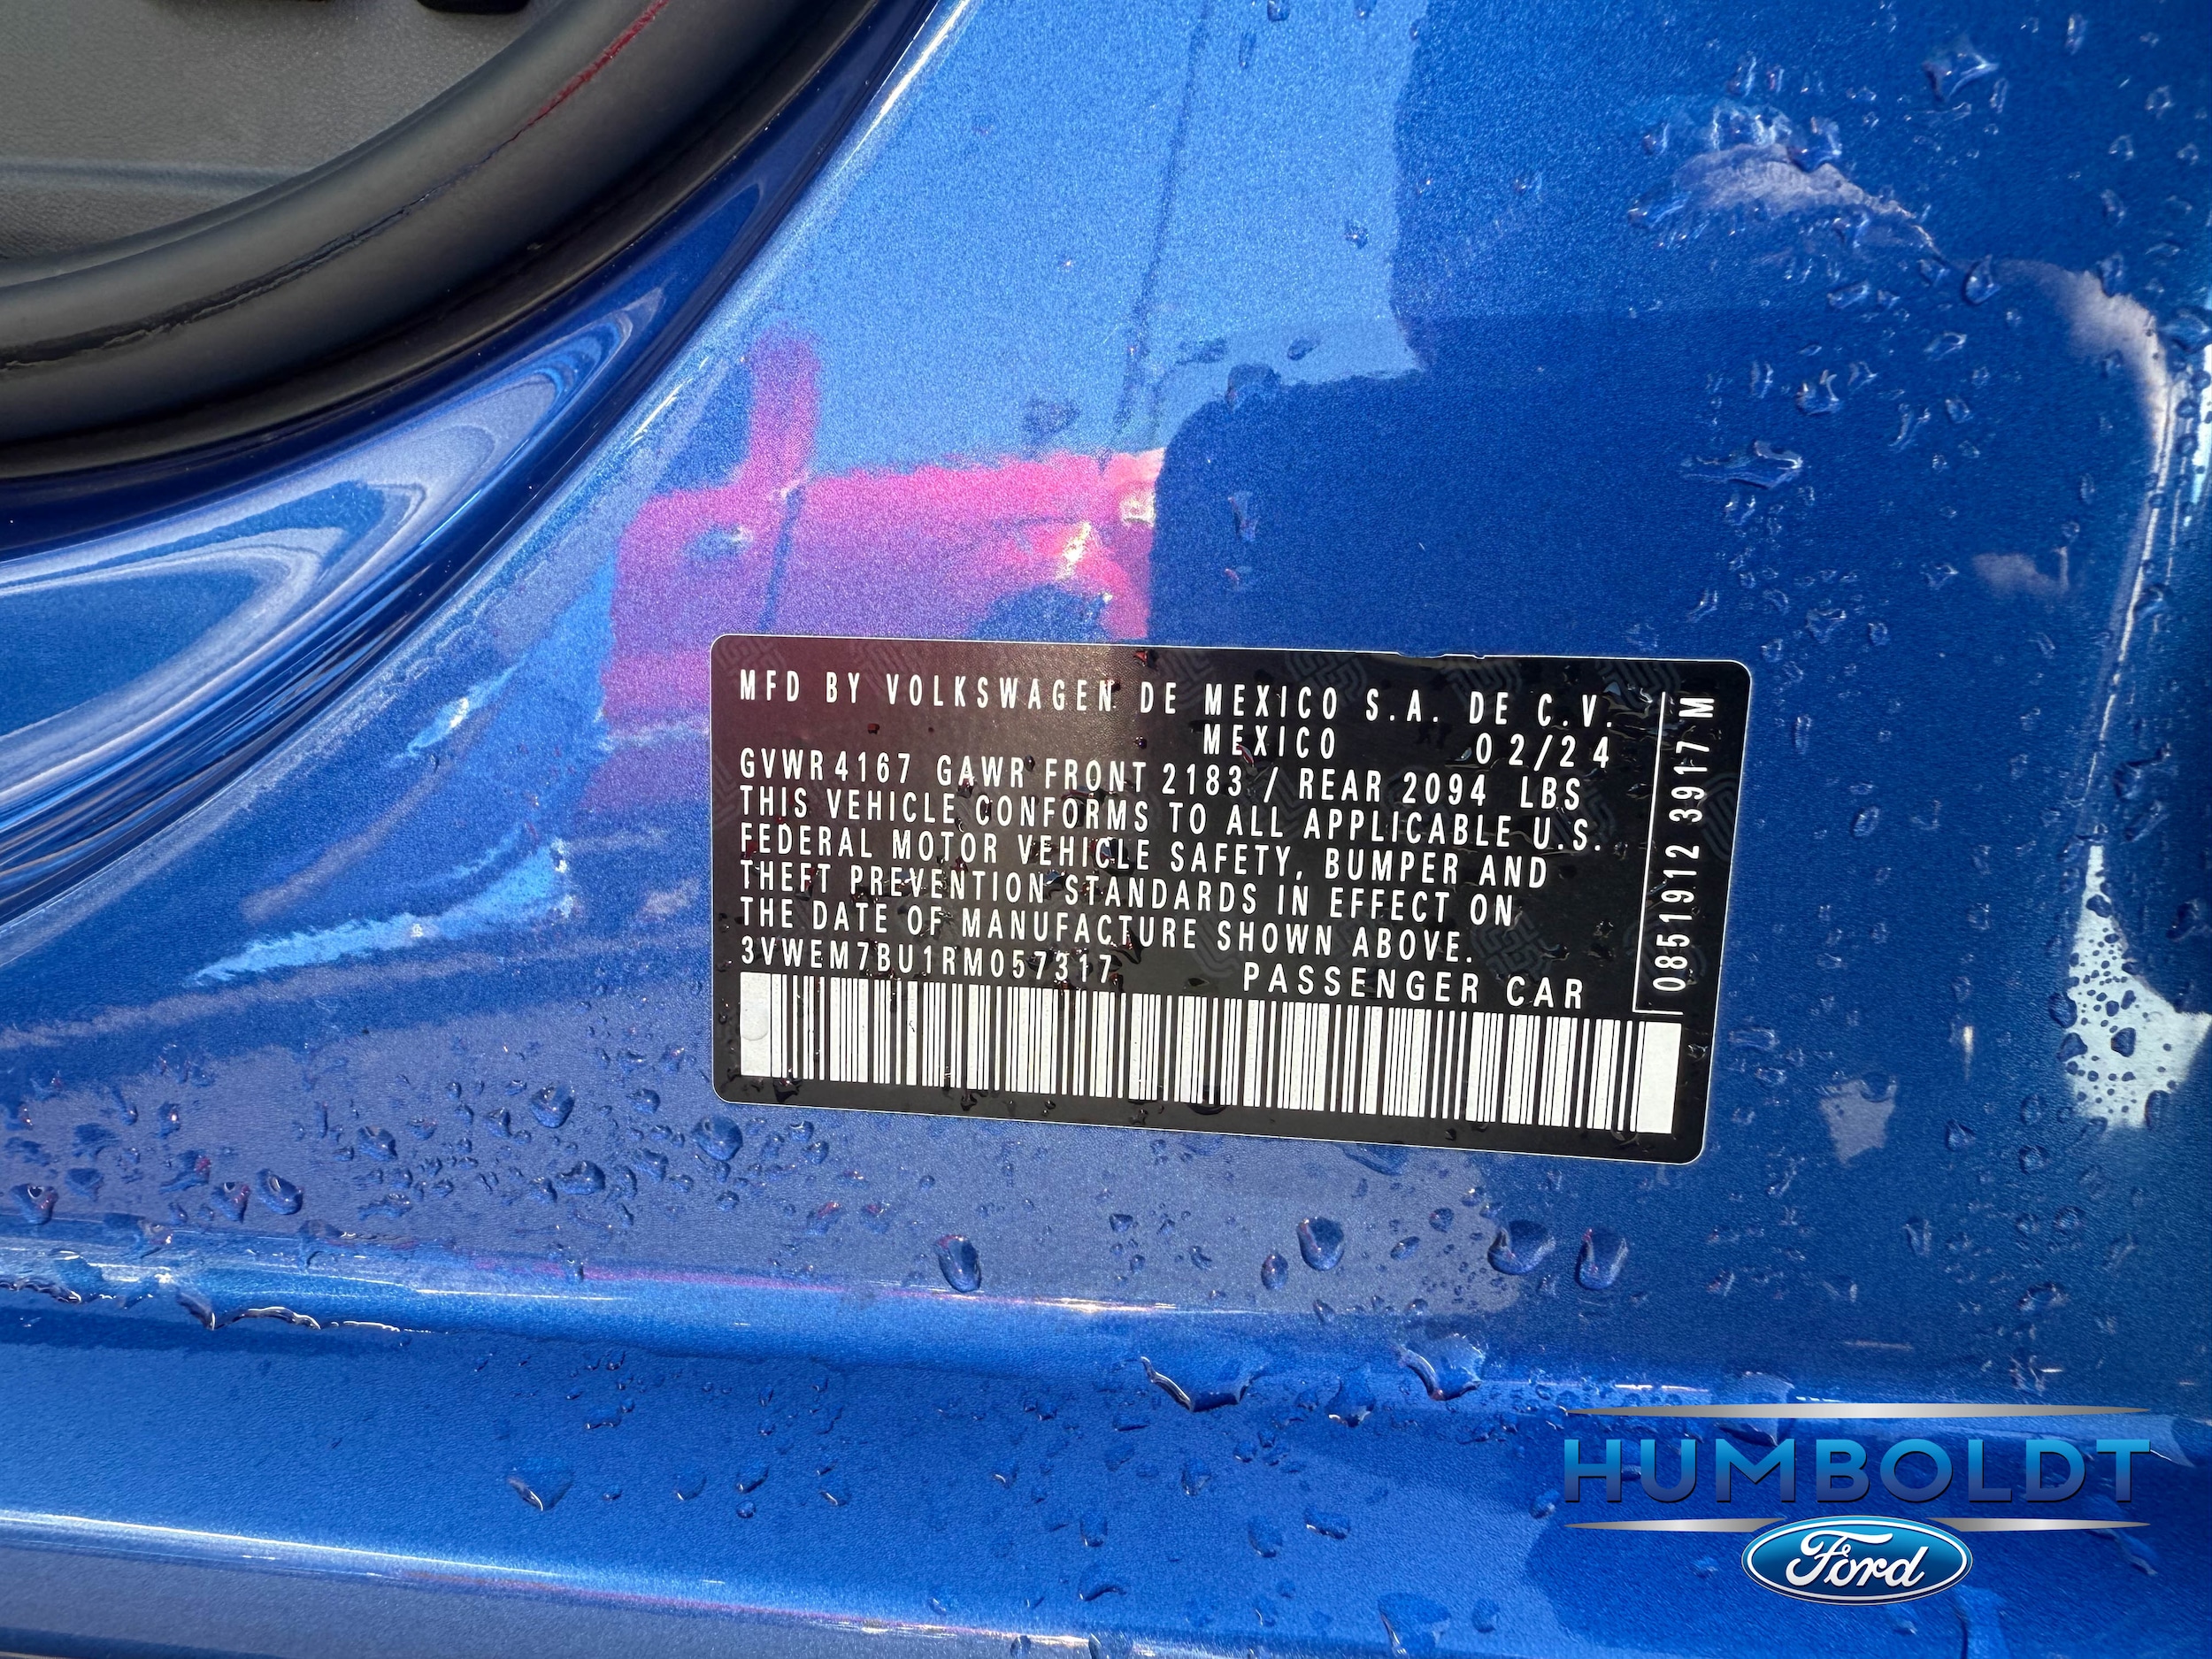 MFD BY VOLKSWAGEN DE MEXICO S.A. DE C.V.
MEXICO 02/24
GVWR 4167 GAWR FRONT 2183 / REAR 2094 LBS
THIS VEHICLE CONFORMS TO ALL APPLICABLE U.S.
FEDERAL MOTOR VEHICLE SAFETY, BUMPER AND
THEFT PREVENTION STANDARDS IN EFFECT ON
THE DATE OF MANUFACTURE SHOWN ABOVE.
3VWEM7BU1RM057317 PASSENGER CAR
0851912 3917 M
HUMBOLDT
Ford